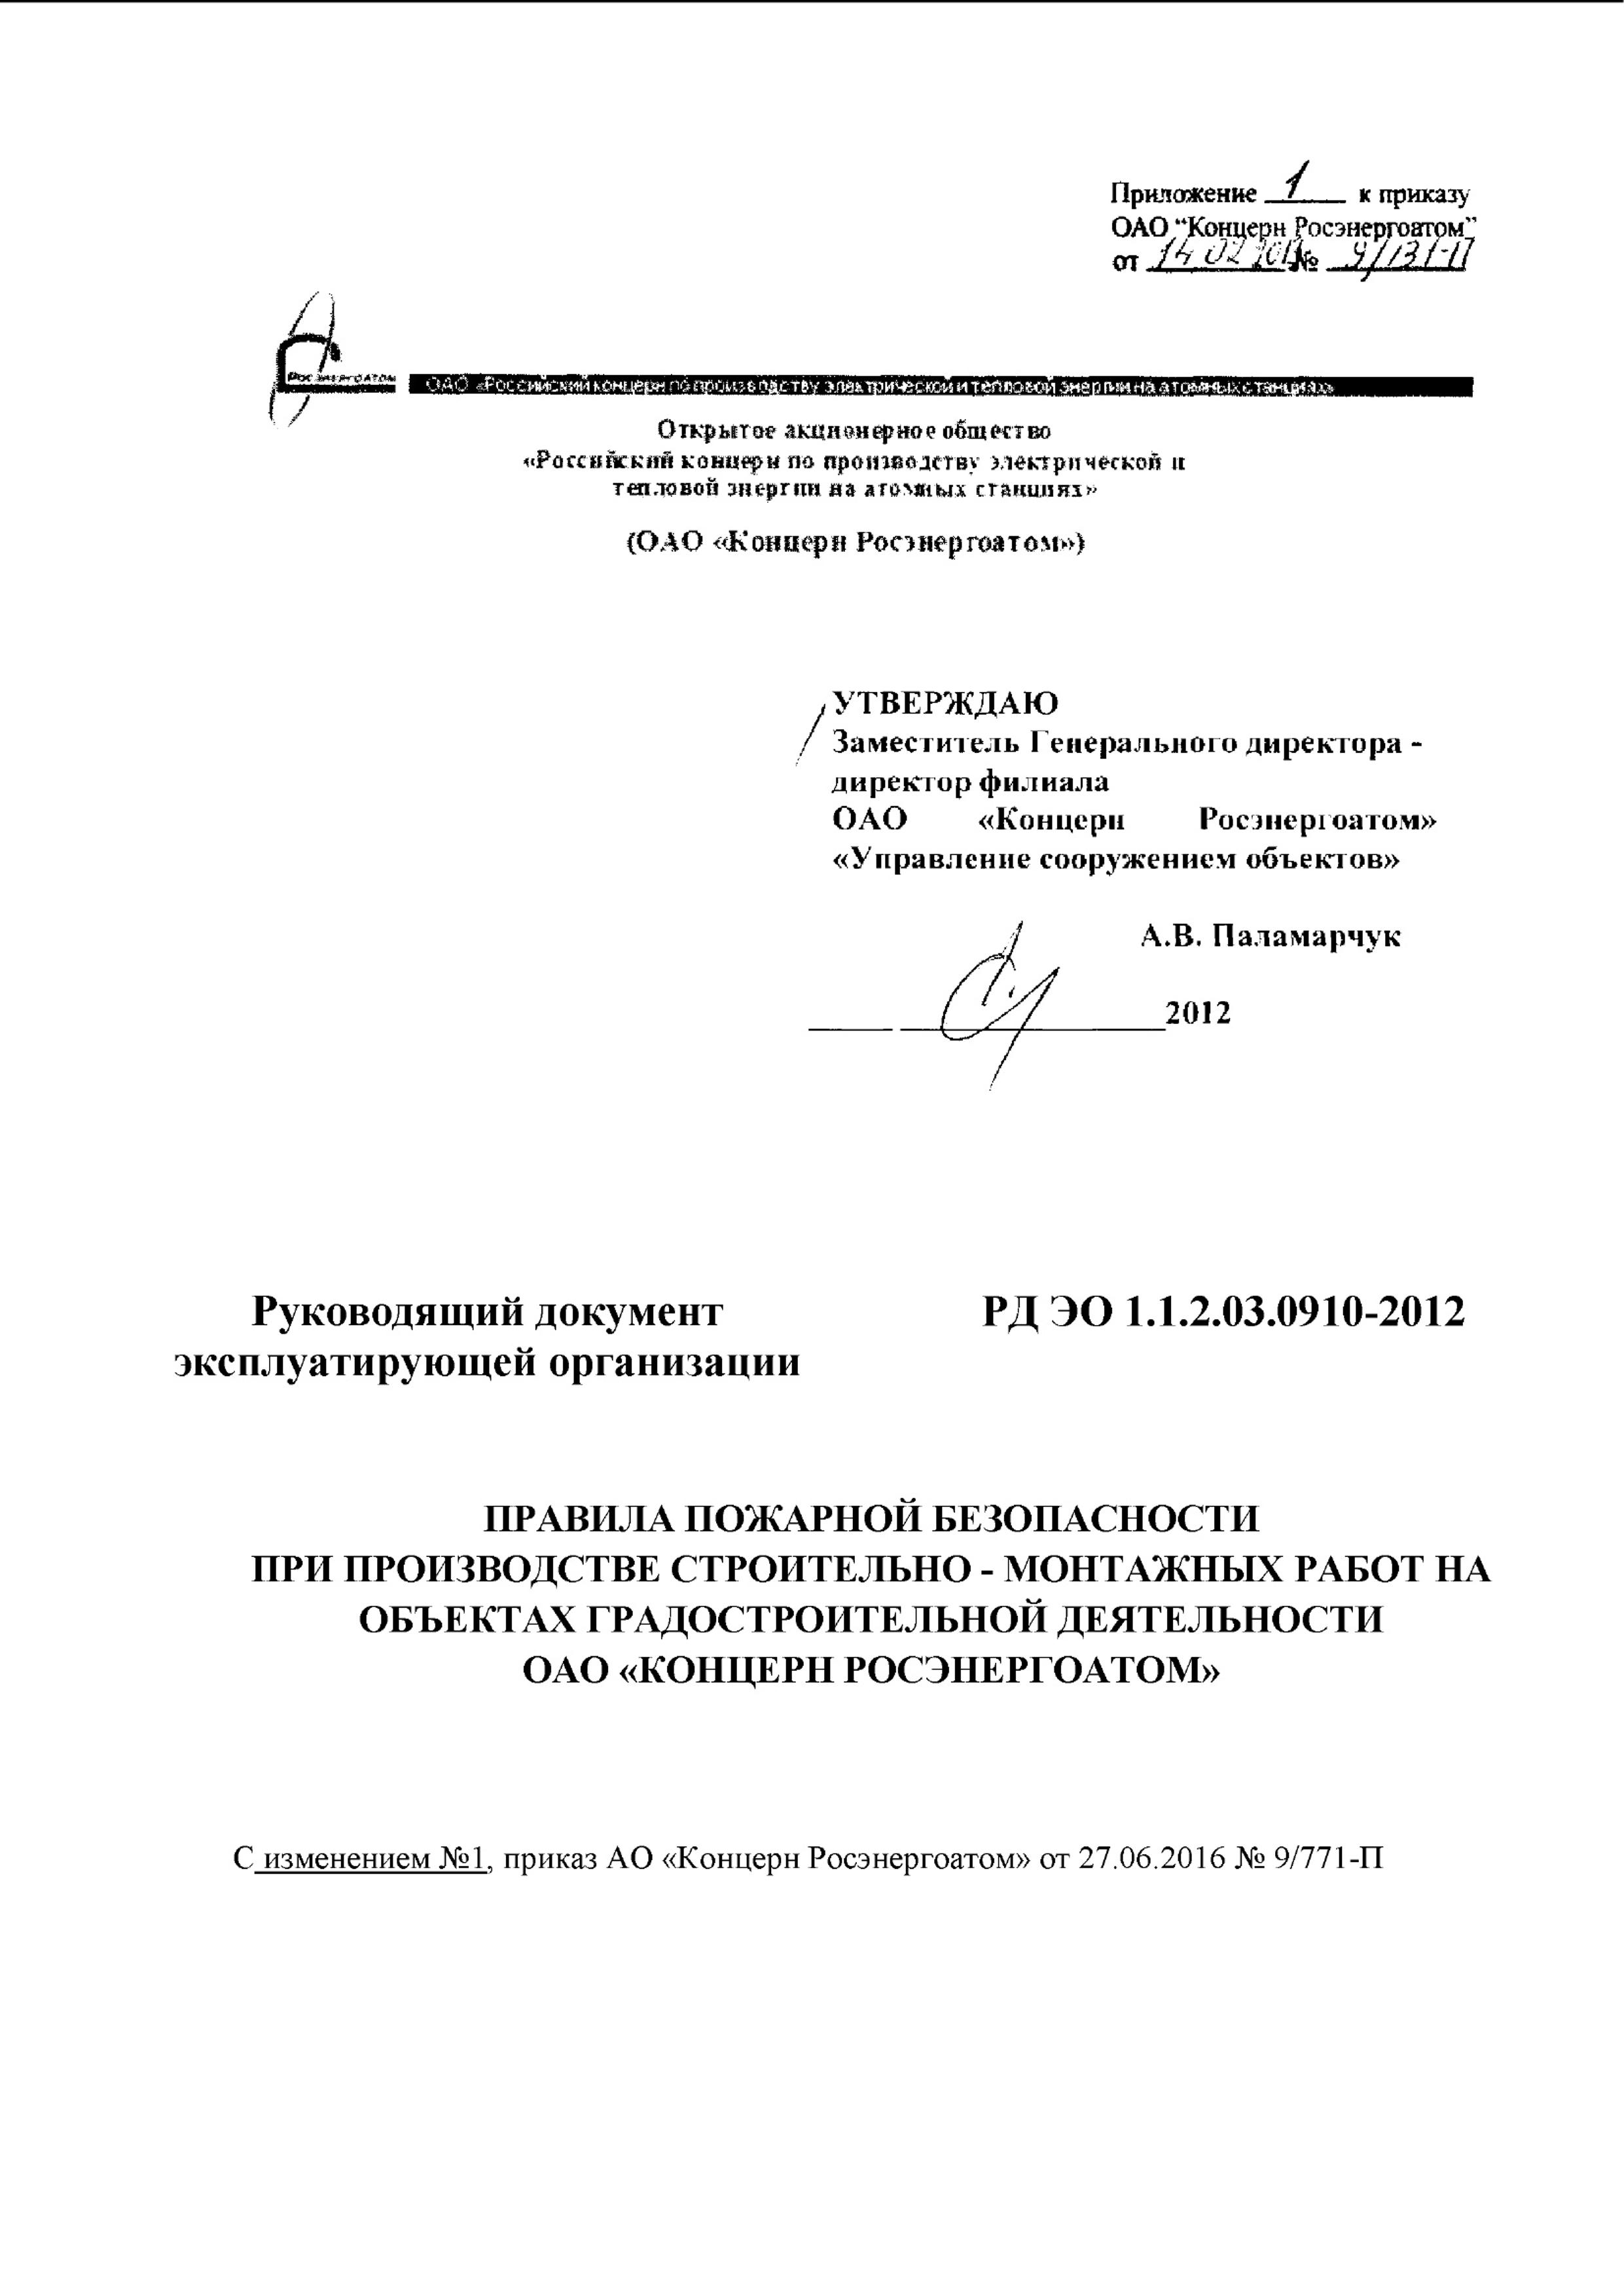 Приложение 1 к приказу
ОАО “Концерн Росэнергоатом”
от 14 02 201 № 9/131-П
РОСЭНЕРГОАТОМ
ОАО «Российский концерн по производству электрической и тепловой энергии на атомных станциях»
Открытое акционерное общество
«Российский концерн по производству электрической и
тепловой энергии на атомных станциях»
(ОАО «Концерн Росэнергоатом»)
УТВЕРЖДАЮ
Заместитель Генерального директора -
директор филиала
ОАО «Концерн Росэнергоатом»
«Управление сооружением объектов»
А.В. Паламарчук
2012
Руководящий документ
эксплуатирующей организации
РД ЭО 1.1.2.03.0910-2012
ПРАВИЛА ПОЖАРНОЙ БЕЗОПАСНОСТИ
ПРИ ПРОИЗВОДСТВЕ СТРОИТЕЛЬНО - МОНТАЖНЫХ РАБОТ НА
ОБЪЕКТАХ ГРАДОСТРОИТЕЛЬНОЙ ДЕЯТЕЛЬНОСТИ
ОАО «КОНЦЕРН РОСЭНЕРГОАТОМ»
С изменением №1, приказ АО «Концерн Росэнергоатом» от 27.06.2016 № 9/771-П